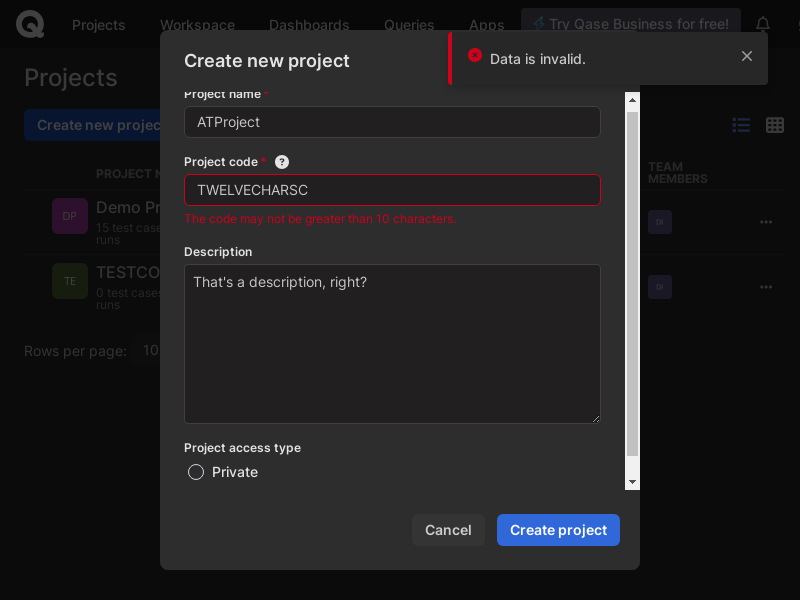 Projects Workspace Dashboards Queries Apps ⚡Try Qase Business for free!
Create new project
Data is invalid.
Projects
Project name *
ATProject
Create new projec
Project code * ?
PROJECT N
TEAM
MEMBERS
TWELVECHARSC
DP
Demo Pr
15 test case
runs
DI
The code may not be greater than 10 characters.
Description
TE
TESTCO
0 test cases
runs
DI
That's a description, right?
Rows per page: 10
Project access type
Private
Cancel Create project